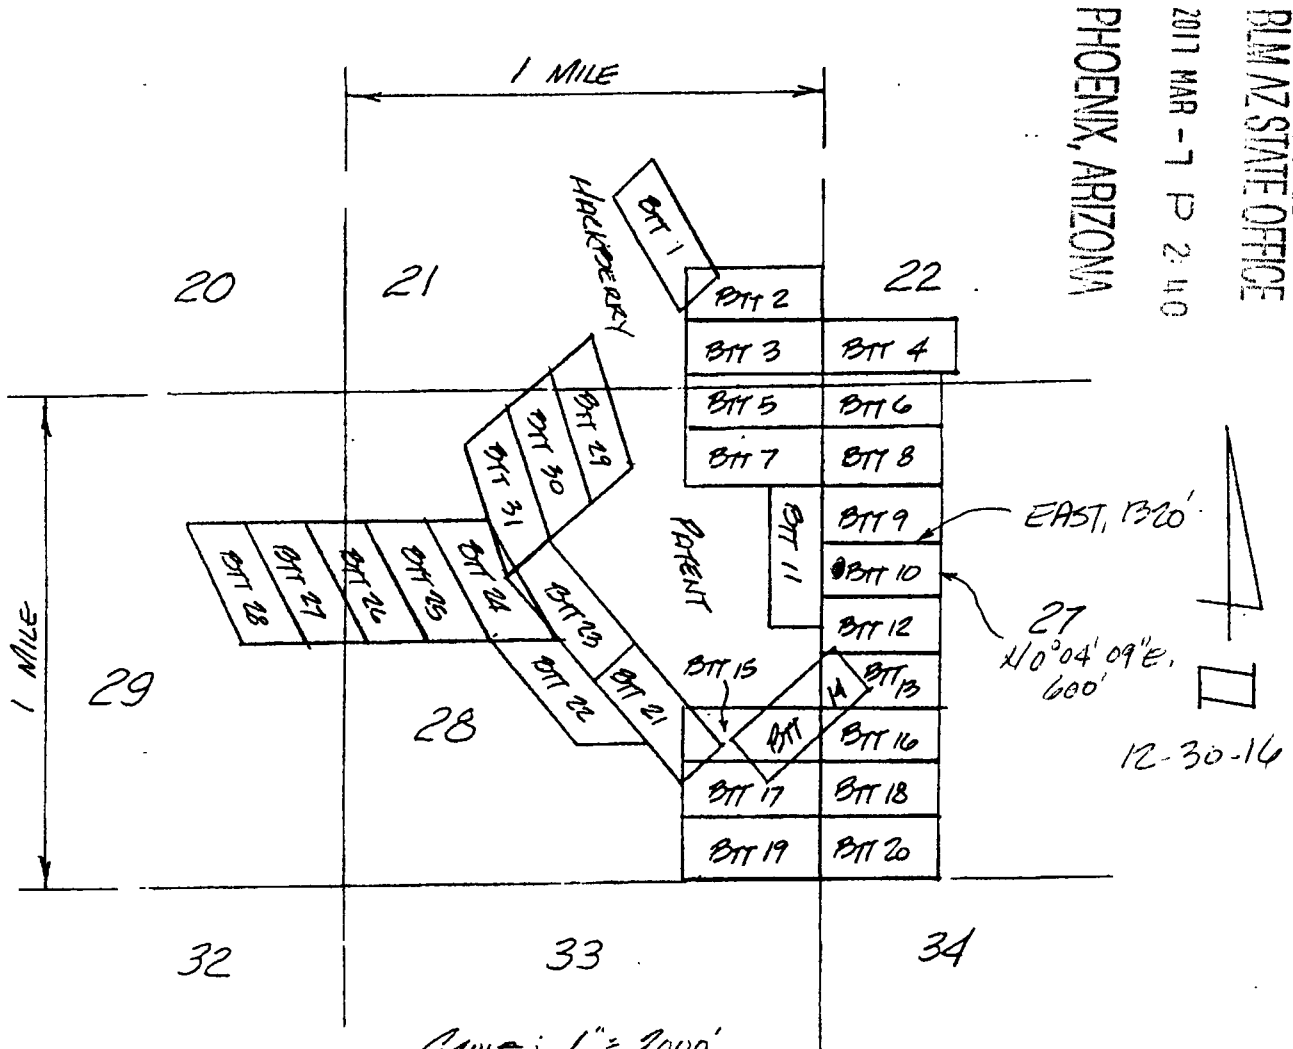 BLM AZ STATE OFFICE
2017 MAR -7 P 2:40
PHOENIX, ARIZONA
1 MILE
HACKBERRY
20
21
22
BTT 1
BTT 2
BTT 3
BTT 4
BTT 5
BTT 6
BTT 7
BTT 8
BTT 29
BTT 30
BTT 31
BTT 9
EAST, 1320'
BTT 11
PATENT
BTT 10
BTT 28
BTT 27
BTT 26
BTT 25
BTT 24
BTT 23
BTT 12
27
N0°04'09"E,
600'
1 MILE
29
28
BTT 22
BTT 21
BTT 15
BTT 14
BTT 13
BTT 16
12-30-16
BTT 17
BTT 18
BTT 19
BTT 20
32
33
34
SCALE: 1" = 2000'